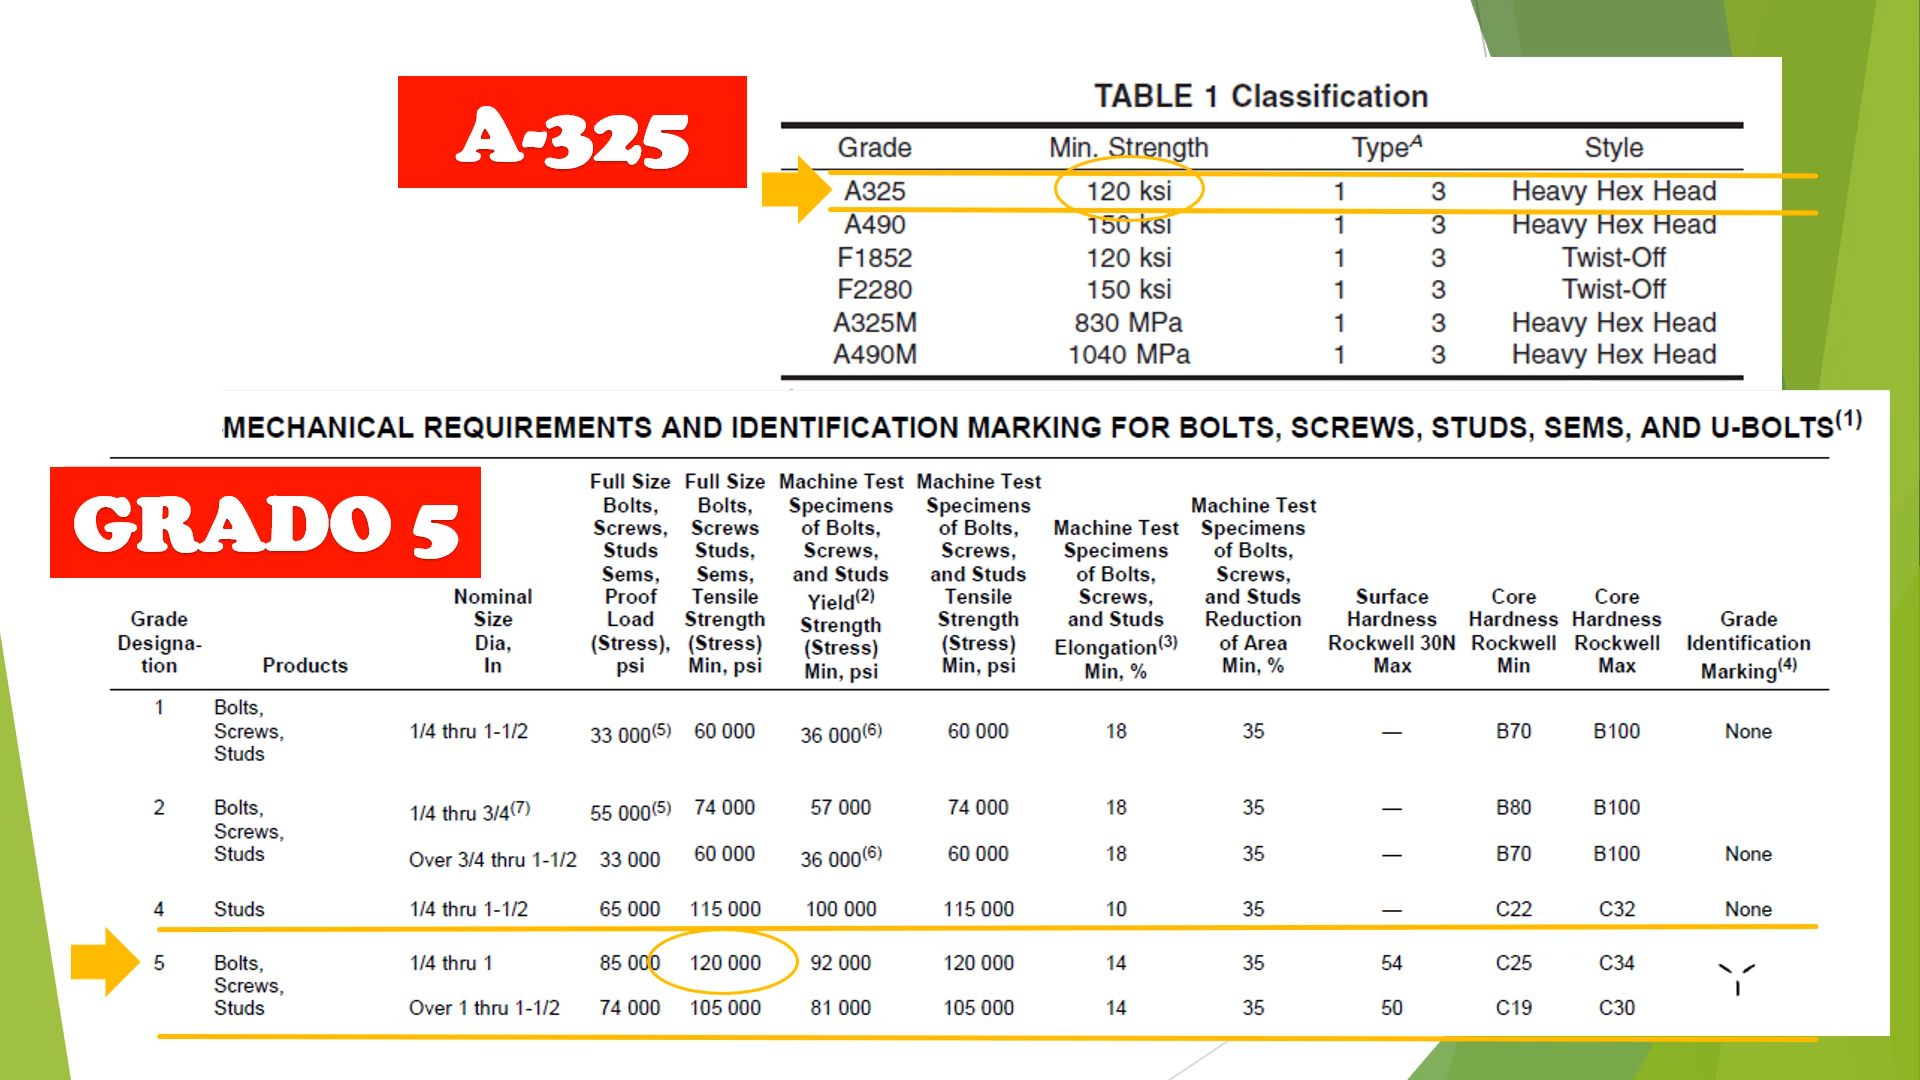 A-325
TABLE 1 Classification
Grade Min. Strength Type^A Style
A325 120 ksi 1 3 Heavy Hex Head
A490 150 ksi 1 3 Heavy Hex Head
F1852 120 ksi 1 3 Twist-Off
F2280 150 ksi 1 3 Twist-Off
A325M 830 MPa 1 3 Heavy Hex Head
A490M 1040 MPa 1 3 Heavy Hex Head
MECHANICAL REQUIREMENTS AND IDENTIFICATION MARKING FOR BOLTS, SCREWS, STUDS, SEMS, AND U-BOLTS(1)
GRADO 5
Grade
Designa-
tion
Products
Nominal
Size
Dia,
In
Full Size
Bolts,
Screws,
Studs
Sems,
Proof
Load
(Stress),
psi
Full Size
Bolts,
Screws
Studs,
Sems,
Tensile
Strength
(Stress)
Min, psi
Machine Test
Specimens
of Bolts,
Screws,
and Studs
Yield(2)
Strength
(Stress)
Min, psi
Machine Test
Specimens
of Bolts,
Screws,
and Studs
Tensile
Strength
(Stress)
Min, psi
Machine Test
Specimens
of Bolts,
Screws,
and Studs
Elongation(3)
Min, %
Machine Test
Specimens
of Bolts,
Screws,
and Studs
Reduction
of Area
Min, %
Surface
Hardness
Rockwell 30N
Max
Core
Hardness
Rockwell
Min
Core
Hardness
Rockwell
Max
Grade
Identification
Marking(4)
1 Bolts,
Screws, 1/4 thru 1-1/2 33 000(5) 60 000 36 000(6) 60 000 18 35 — B70 B100 None
Studs
2 Bolts, 1/4 thru 3/4(7) 55 000(5) 74 000 57 000 74 000 18 35 — B80 B100
Screws,
Studs Over 3/4 thru 1-1/2 33 000 60 000 36 000(6) 60 000 18 35 — B70 B100 None
4 Studs 1/4 thru 1-1/2 65 000 115 000 100 000 115 000 10 35 — C22 C32 None
5 Bolts, 1/4 thru 1 85 000 120 000 92 000 120 000 14 35 54 C25 C34
Screws,
Studs Over 1 thru 1-1/2 74 000 105 000 81 000 105 000 14 35 50 C19 C30